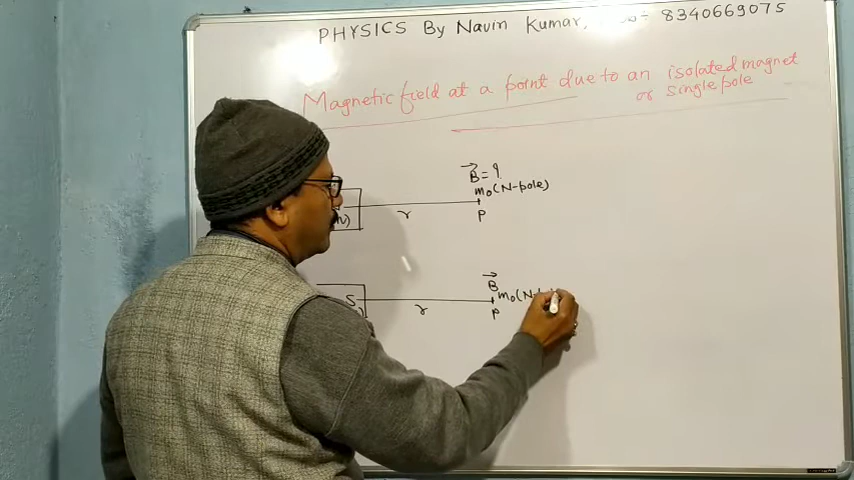 PHYSICS By Navin Kumar, 8340669075
Magnetic field at a point due to an isolated magnet
or single pole
B = ?
m₀(N-pole)
r
P
B
S
m₀(N-
r
P